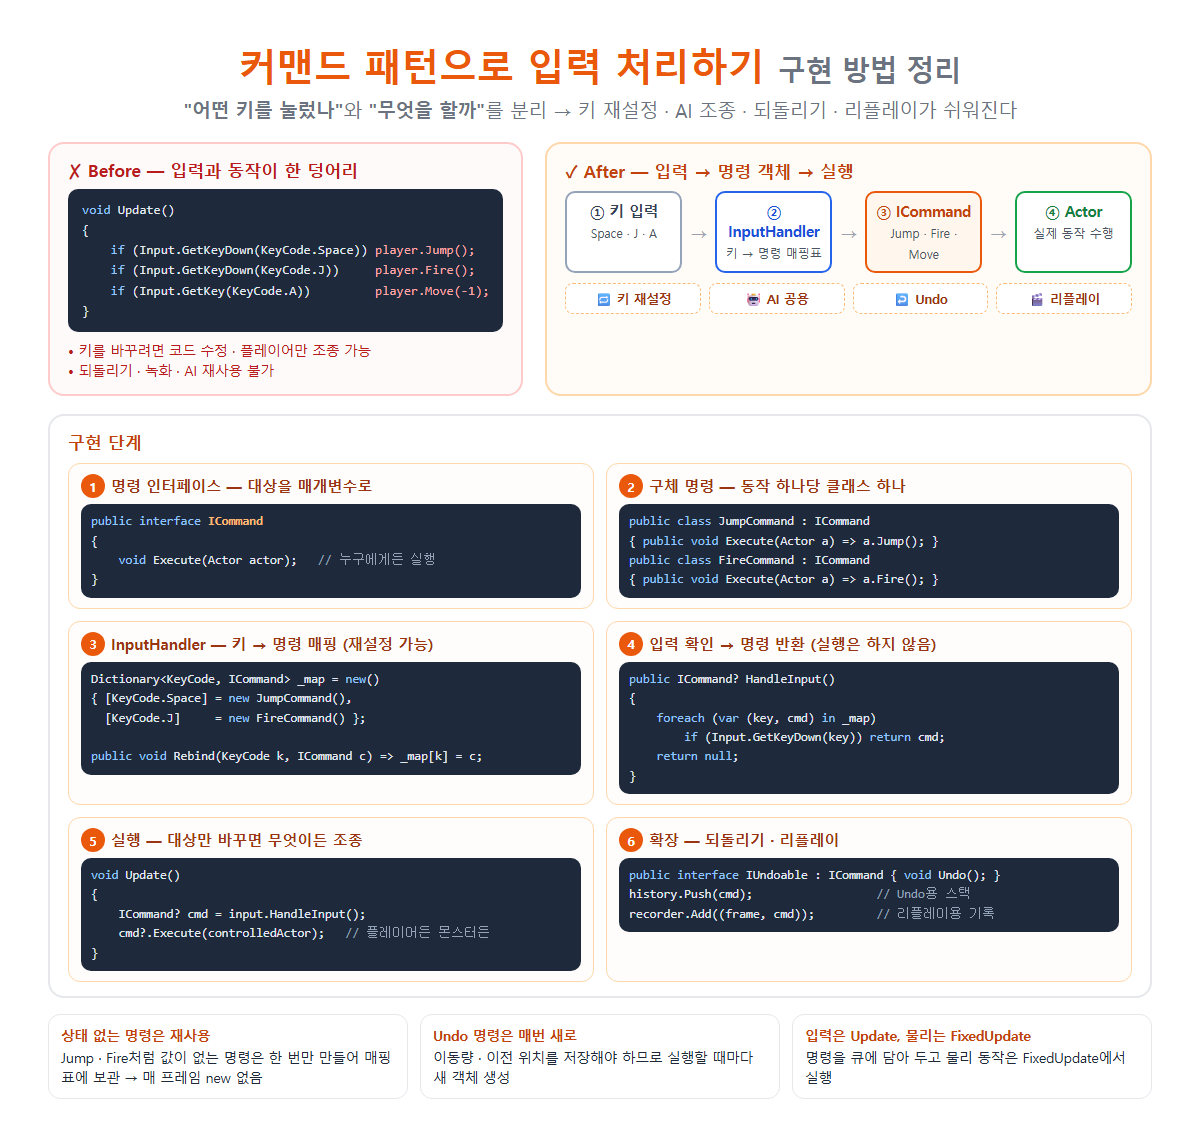 커맨드 패턴으로 입력 처리하기 구현 방법 정리
"어떤 키를 눌렀나"와 "무엇을 할까"를 분리 → 키 재설정 · AI 조종 · 되돌리기 · 리플레이가 쉬워진다
✗ Before — 입력과 동작이 한 덩어리
void Update()
{
    if (Input.GetKeyDown(KeyCode.Space)) player.Jump();
    if (Input.GetKeyDown(KeyCode.J))     player.Fire();
    if (Input.GetKey(KeyCode.A))         player.Move(-1);
}
• 키를 바꾸려면 코드 수정 · 플레이어만 조종 가능
• 되돌리기 · 녹화 · AI 재사용 불가
✓ After — 입력 → 명령 객체 → 실행
① 키 입력
Space · J · A
→
②
InputHandler
키 → 명령 매핑표
→
③ ICommand
Jump · Fire ·
Move
→
④ Actor
실제 동작 수행
🔁 키 재설정
🤖 AI 공용
↩️ Undo
🎬 리플레이
구현 단계
1 명령 인터페이스 — 대상을 매개변수로
public interface ICommand
{
    void Execute(Actor actor);   // 누구에게든 실행
}
2 구체 명령 — 동작 하나당 클래스 하나
public class JumpCommand : ICommand
{ public void Execute(Actor a) => a.Jump(); }
public class FireCommand : ICommand
{ public void Execute(Actor a) => a.Fire(); }
3 InputHandler — 키 → 명령 매핑 (재설정 가능)
Dictionary<KeyCode, ICommand> _map = new()
{ [KeyCode.Space] = new JumpCommand(),
  [KeyCode.J]     = new FireCommand() };
public void Rebind(KeyCode k, ICommand c) => _map[k] = c;
4 입력 확인 → 명령 반환 (실행은 하지 않음)
public ICommand? HandleInput()
{
    foreach (var (key, cmd) in _map)
        if (Input.GetKeyDown(key)) return cmd;
    return null;
}
5 실행 — 대상만 바꾸면 무엇이든 조종
void Update()
{
    ICommand? cmd = input.HandleInput();
    cmd?.Execute(controlledActor);   // 플레이어든 몬스터든
}
6 확장 — 되돌리기 · 리플레이
public interface IUndoable : ICommand { void Undo(); }
history.Push(cmd);                  // Undo용 스택
recorder.Add((frame, cmd));         // 리플레이용 기록
상태 없는 명령은 재사용
Jump · Fire처럼 값이 없는 명령은 한 번만 만들어 매핑
표에 보관 → 매 프레임 new 없음
Undo 명령은 매번 새로
이동량 · 이전 위치를 저장해야 하므로 실행할 때마다
새 객체 생성
입력은 Update, 물리는 FixedUpdate
명령을 큐에 담아 두고 물리 동작은 FixedUpdate에서
실행